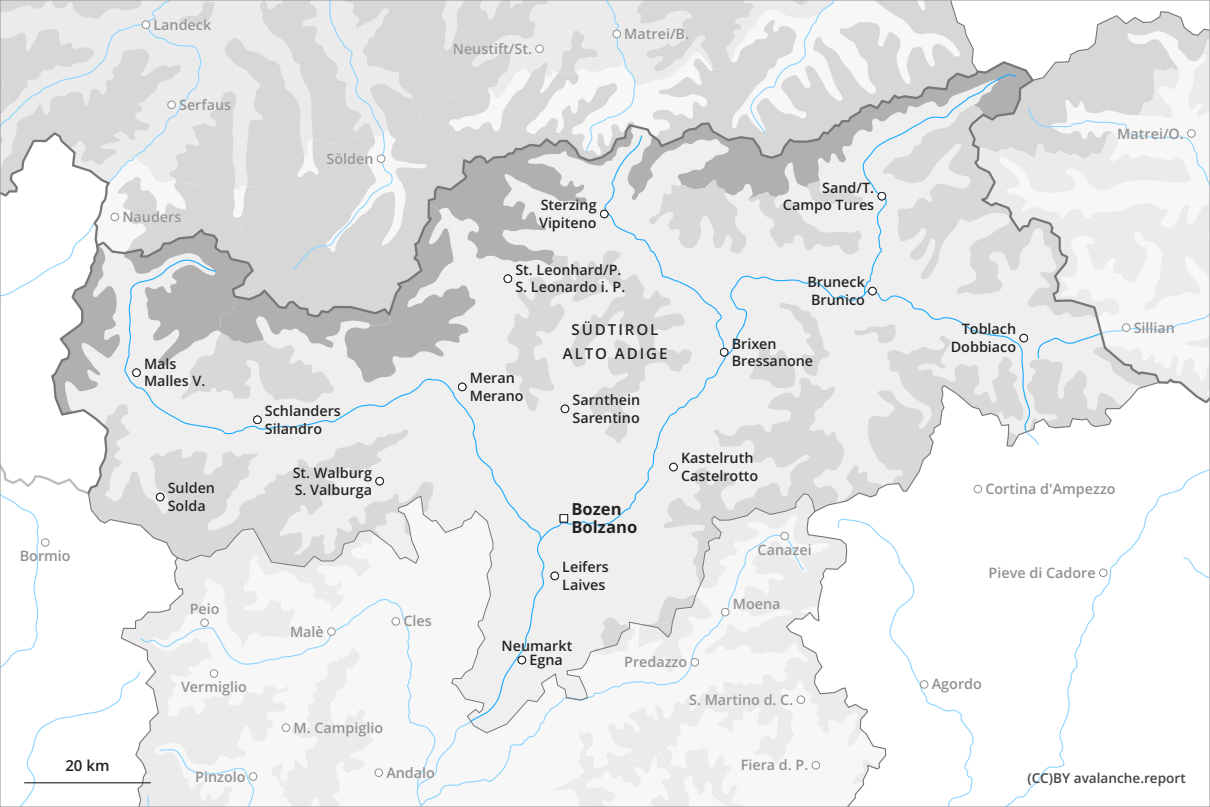 Landeck
Neustift/St.
Matrei/B.
Serfaus
Matrei/O.
Sölden
Nauders
Sand/T.
Campo Tures
Sterzing
Vipiteno
St. Leonhard/P.
S. Leonardo i. P.
Bruneck
Brunico
SÜDTIROL
ALTO ADIGE
Toblach
Dobbiaco
Sillian
Brixen
Bressanone
Mals
Malles V.
Meran
Merano
Schlanders
Silandro
Sarnthein
Sarentino
Kastelruth
Castelrotto
St. Walburg
S. Valburga
Sulden
Solda
Cortina d'Ampezzo
Bozen
Bolzano
Bormio
Canazei
Leifers
Laives
Pieve di Cadore
Peio
Malè
Cles
Moena
Neumarkt
Egna
Predazzo
Vermiglio
Agordo
S. Martino d. C.
M. Campiglio
20 km
Pinzolo
Andalo
Fiera d. P.
(CC)BY avalanche.report